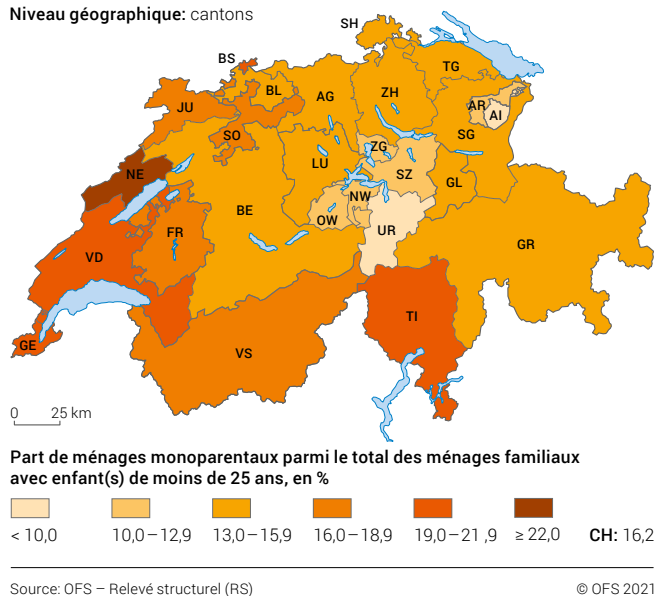 Niveau géographique: cantons
SH
BS
TG
BL
AG
ZH
JU
AR
AI
SO
SG
ZG
LU
NE
SZ
GL
NW
BE
OW
FR
UR
GR
VD
TI
GE
VS
0 25 km
Part de ménages monoparentaux parmi le total des ménages familiaux
avec enfant(s) de moins de 25 ans, en %
< 10,0 10,0–12,9 13,0–15,9 16,0–18,9 19,0–21,9 ≥ 22,0 CH: 16,2
Source: OFS – Relevé structurel (RS) © OFS 2021